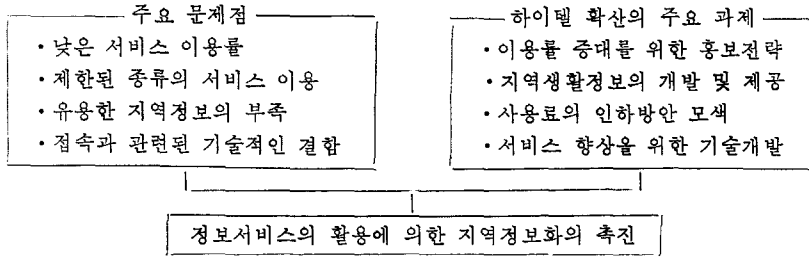 주요 문제점
• 낮은 서비스 이용률
• 제한된 종류의 서비스 이용
• 유용한 지역정보의 부족
• 접속과 관련된 기술적인 결함
하이텔 확산의 주요 과제
• 이용률 증대를 위한 홍보전략
• 지역생활정보의 개발 및 제공
• 사용료의 인하방안 모색
• 서비스 향상을 위한 기술개발
정보서비스의 활용에 의한 지역정보화의 촉진